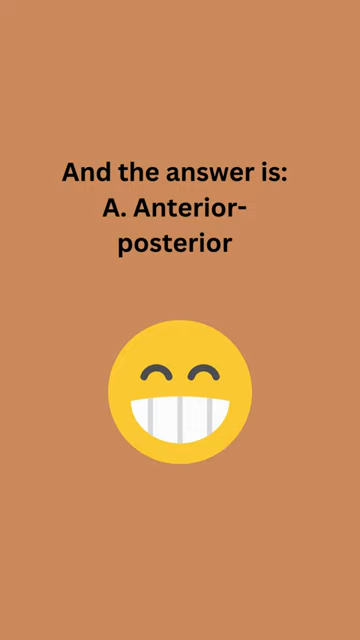 And the answer is:
A. Anterior-
posterior